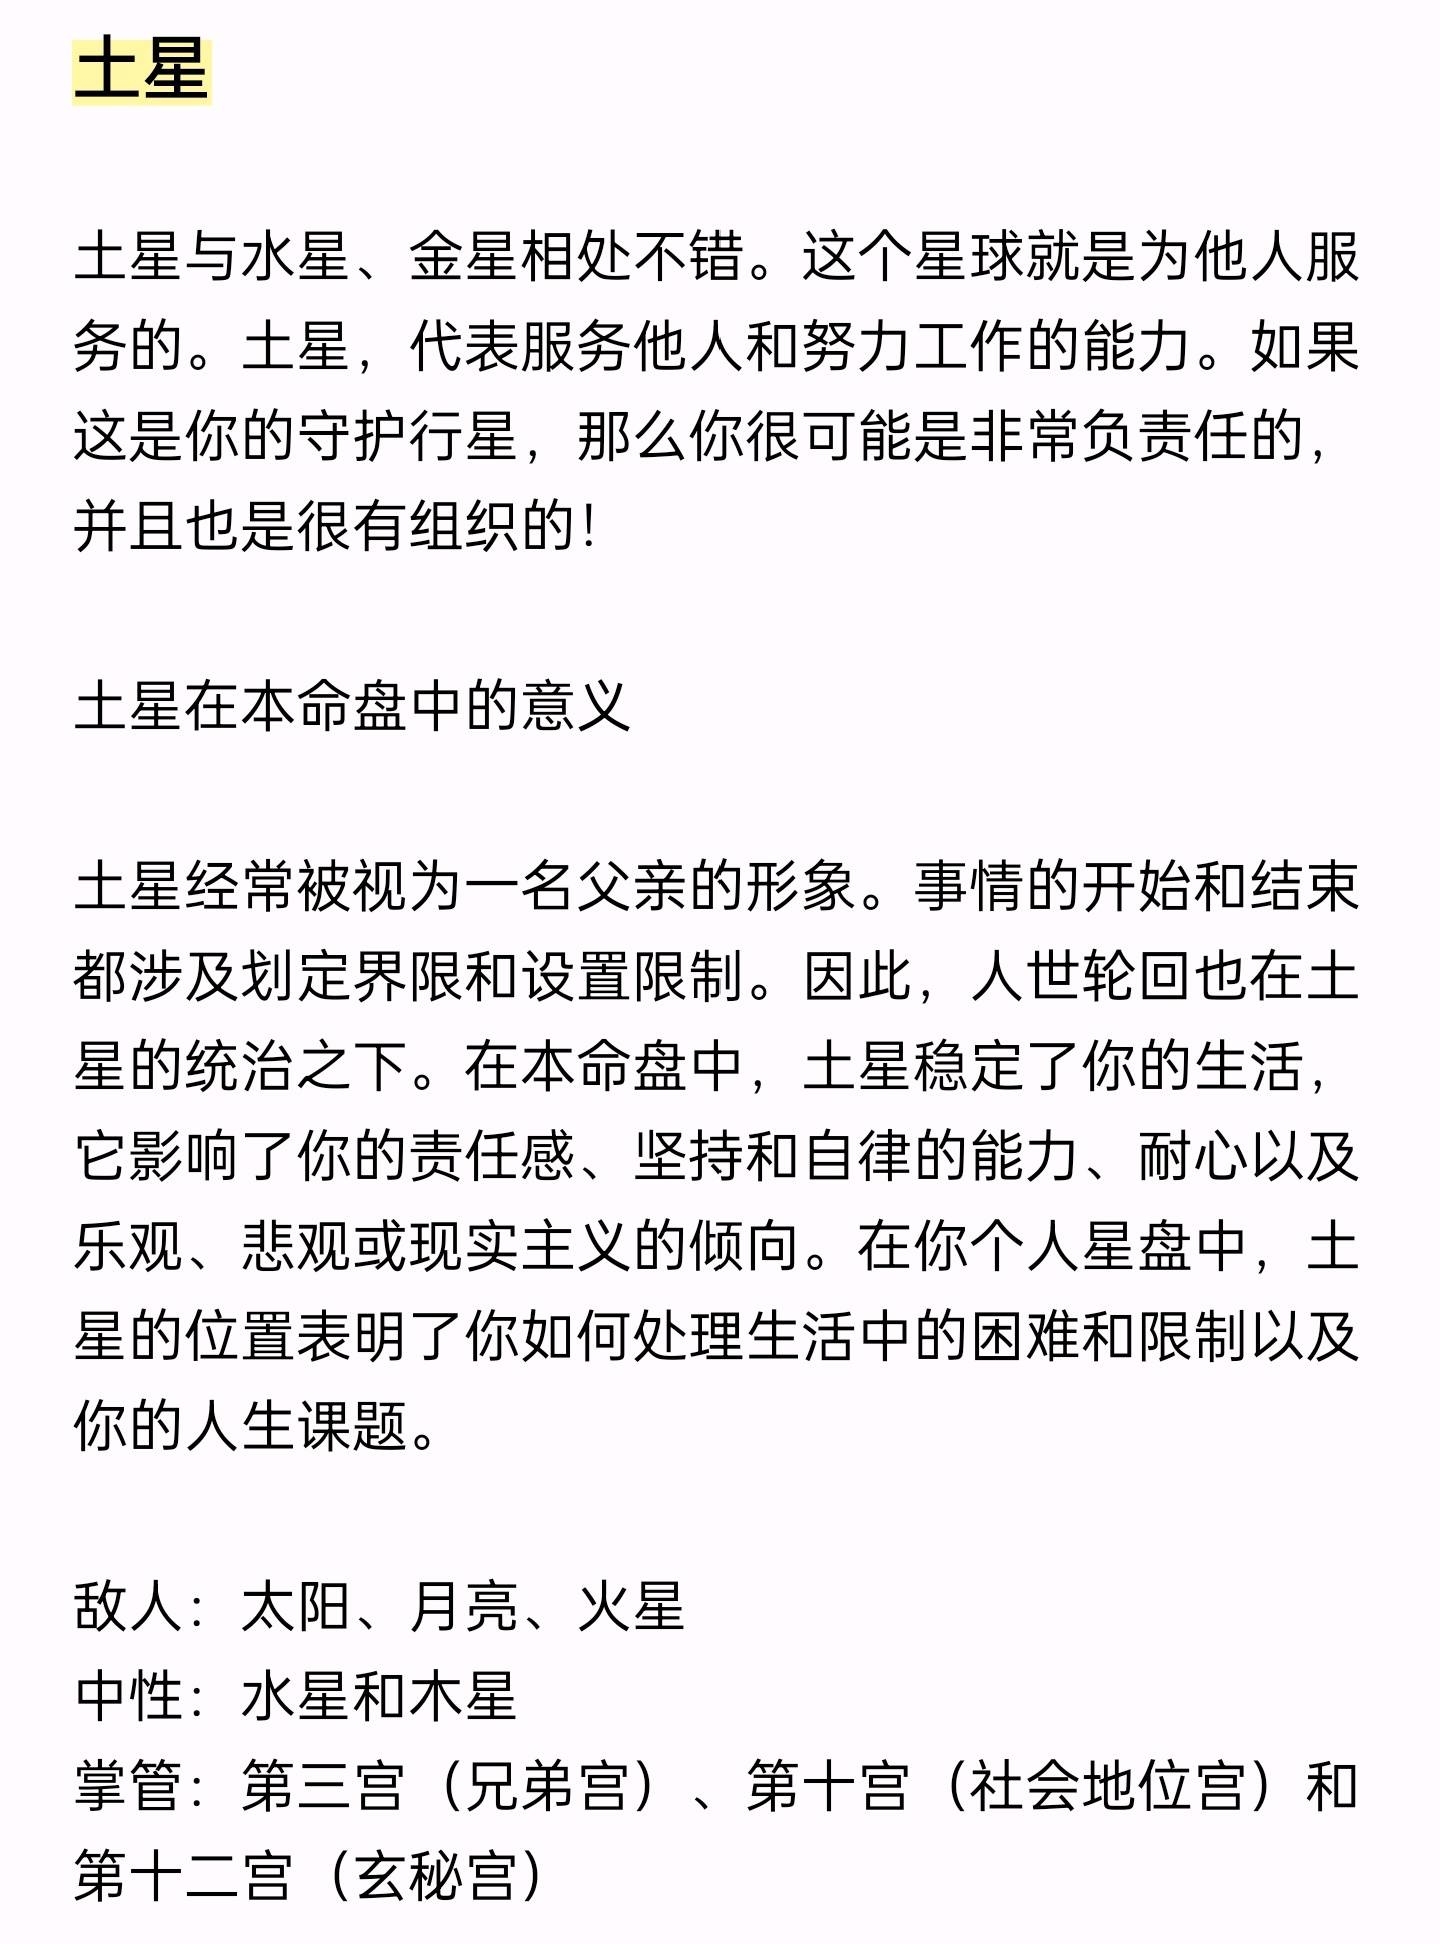 土星
土星与水星、金星相处不错。这个星球就是为他人服
务的。土星，代表服务他人和努力工作的能力。如果
这是你的守护行星，那么你很可能是非常负责任的，
并且也是很有组织的！
土星在本命盘中的意义
土星经常被视为一名父亲的形象。事情的开始和结束
都涉及划定界限和设置限制。因此，人世轮回也在土
星的统治之下。在本命盘中，土星稳定了你的生活，
它影响了你的责任感、坚持和自律的能力、耐心以及
乐观、悲观或现实主义的倾向。在你个人星盘中，土
星的位置表明了你如何处理生活中的困难和限制以及
你的人生课题。
敌人：太阳、月亮、火星
中性：水星和木星
掌管：第三宫（兄弟宫）、第十宫（社会地位宫）和
第十二宫（玄秘宫）